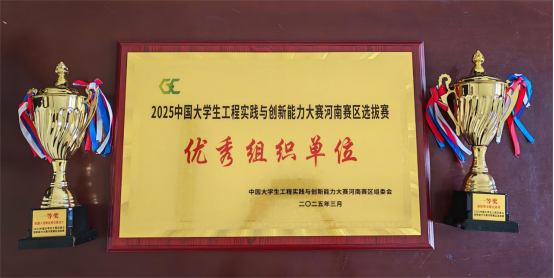 GC
2025中国大学生工程实践与创新能力大赛河南赛区选拔赛
优秀组织单位
中国大学生工程实践与创新能力大赛河南赛区组委会
二〇二五年三月
一等奖
一等奖